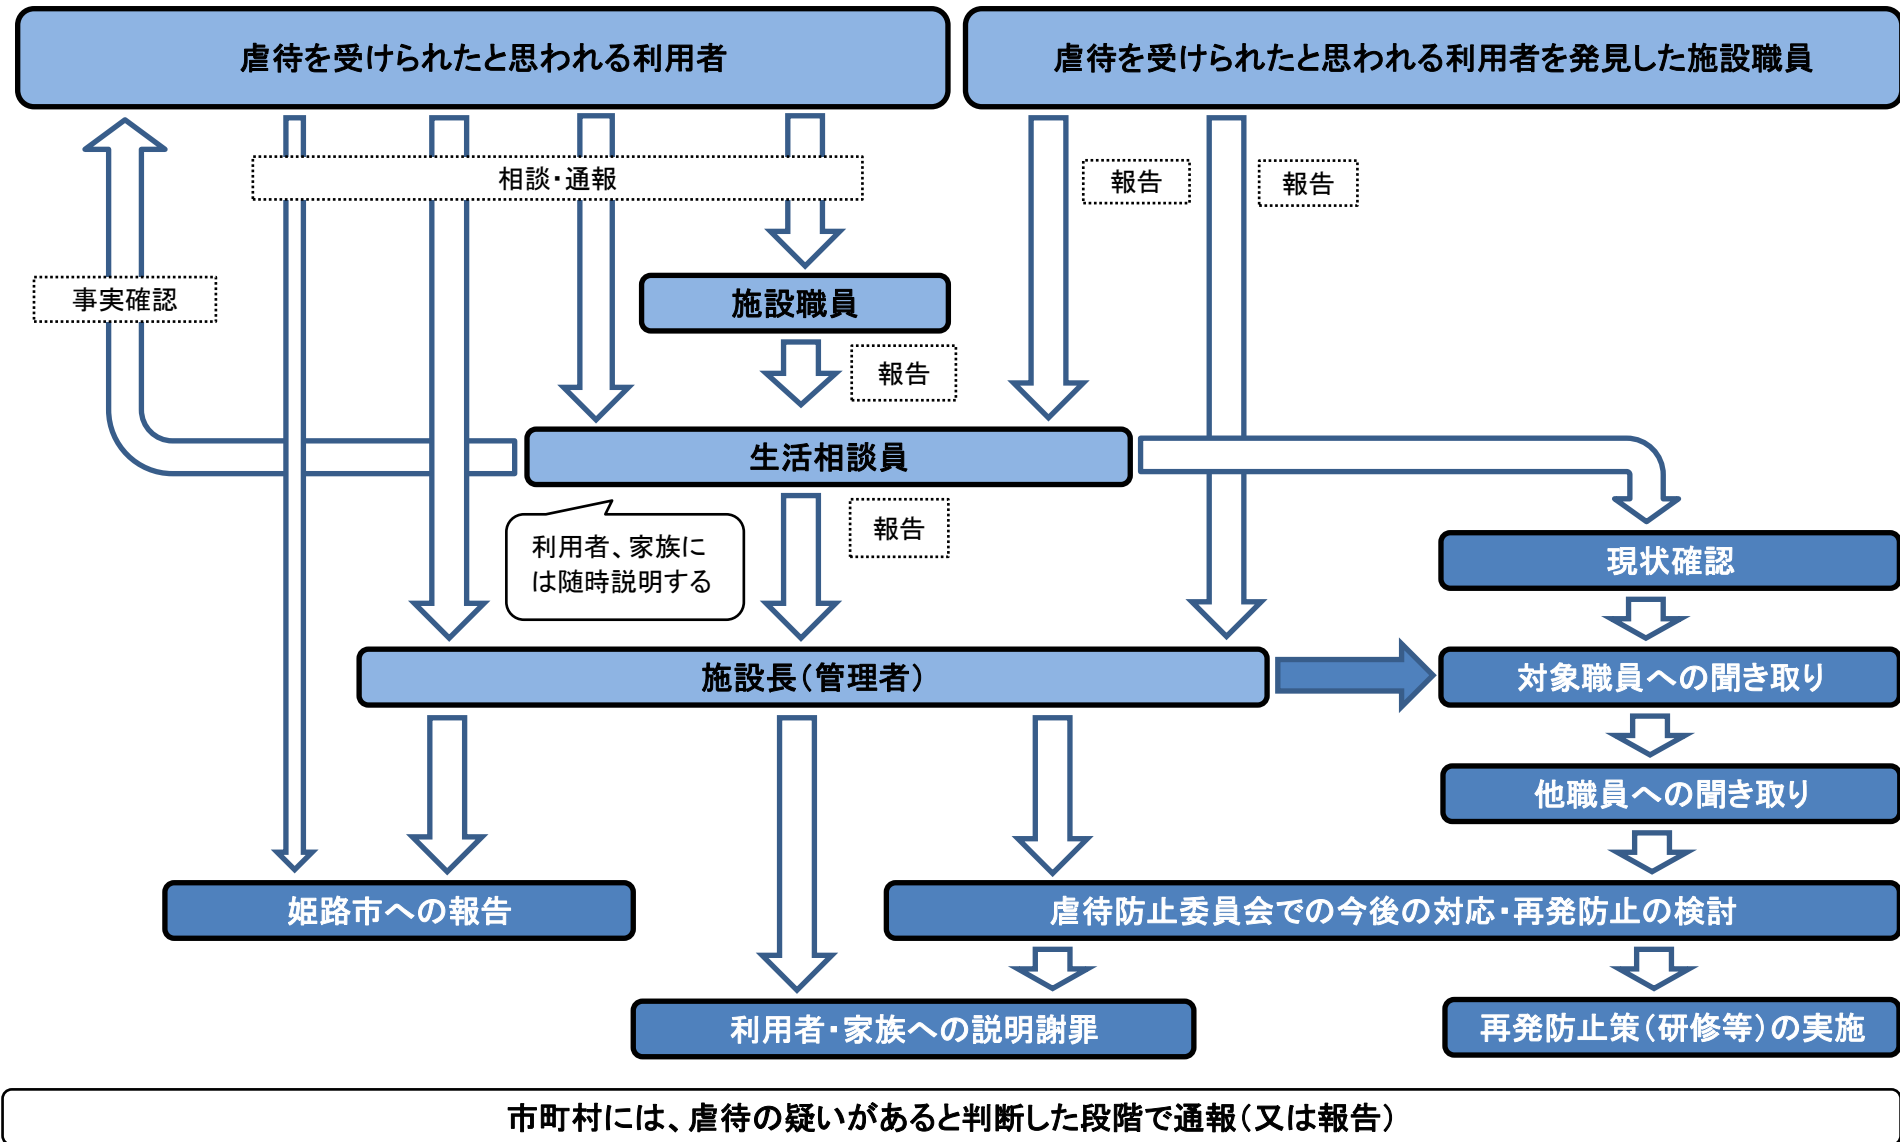 虐待を受けられたと思われる利用者
虐待を受けられたと思われる利用者を発見した施設職員
相談・通報
報告
報告
事実確認
施設職員
報告
生活相談員
利用者、家族に
は随時説明する
報告
現状確認
施設長（管理者）
対象職員への聞き取り
他職員への聞き取り
姫路市への報告
虐待防止委員会での今後の対応・再発防止の検討
利用者・家族への説明謝罪
再発防止策（研修等）の実施
市町村には、虐待の疑いがあると判断した段階で通報（又は報告）